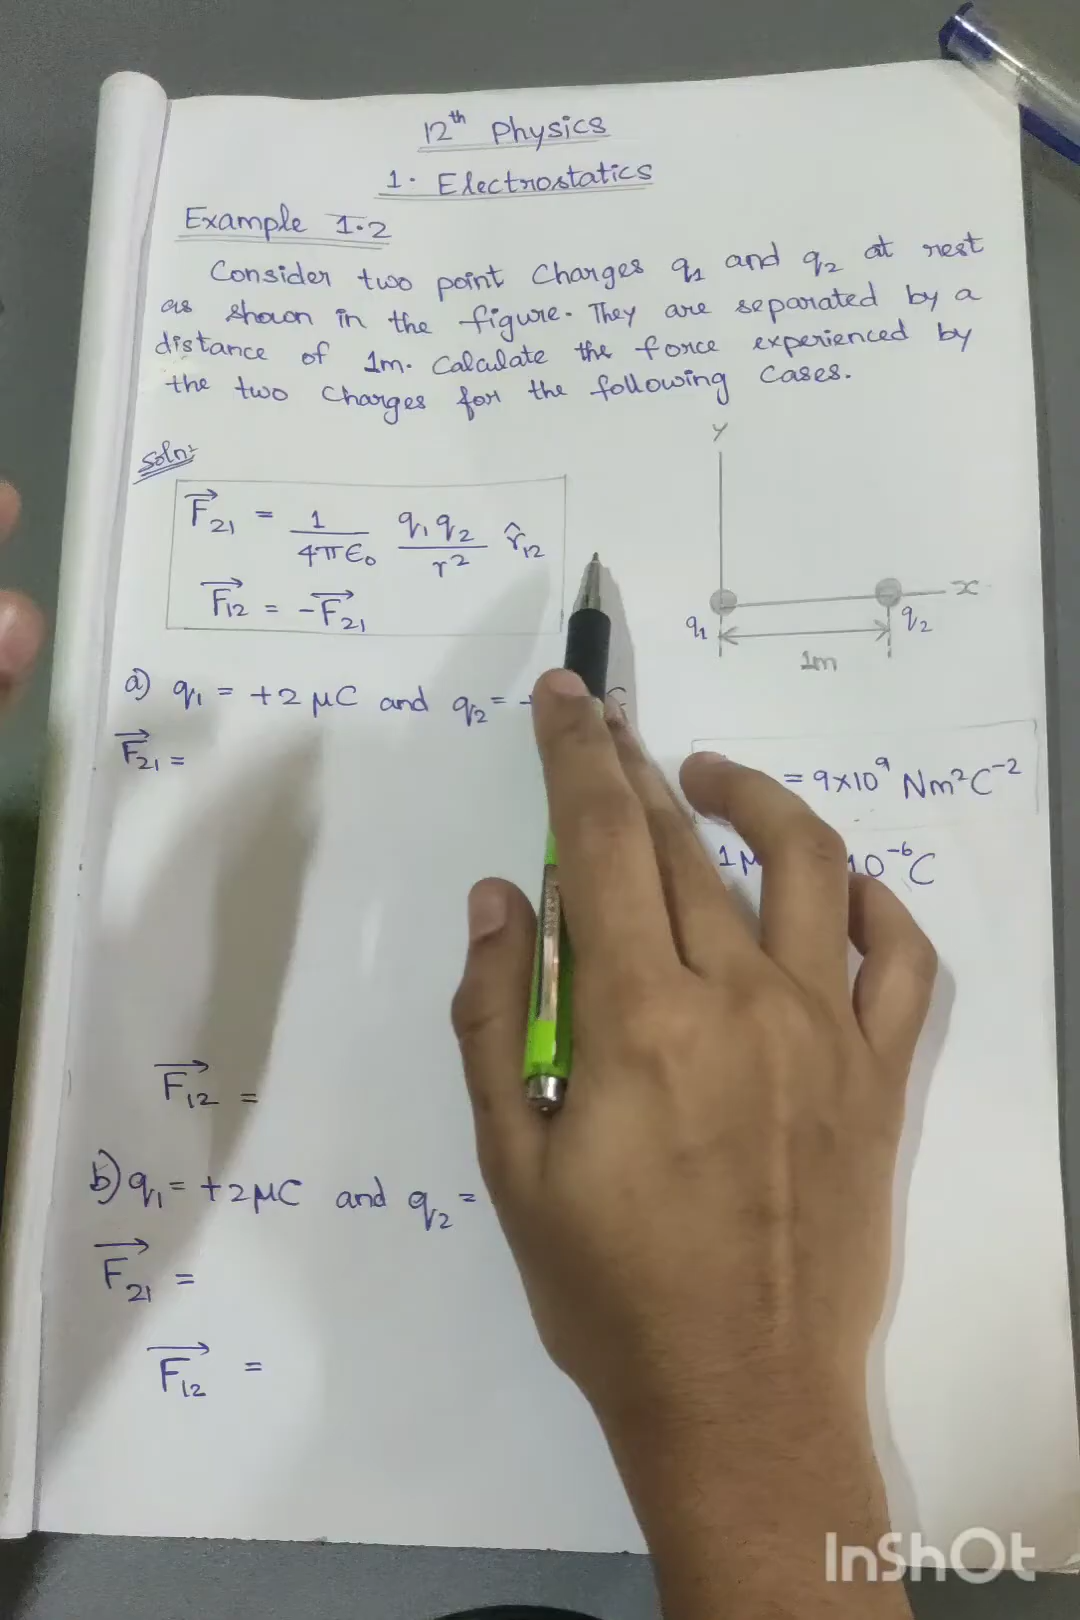 12th Physics
1. Electrostatics
Example 1.2
Consider two point charges q1 and q2 at rest
as shown in the figure. They are separated by a
distance of 1m. Calculate the force experienced by
the two charges for the following cases.
Soln:
F21 = 1/4πϵ0 q1q2/r² r̂12
F12 = -F21
Y
x
q1
q2
1m
a) q1 = +2 μC and q2 =
F21 =
= 9×10⁹ Nm²C⁻²
10⁻⁶C
F12 =
b) q1 = +2μC and q2 =
F21 =
F12 =
InShOt